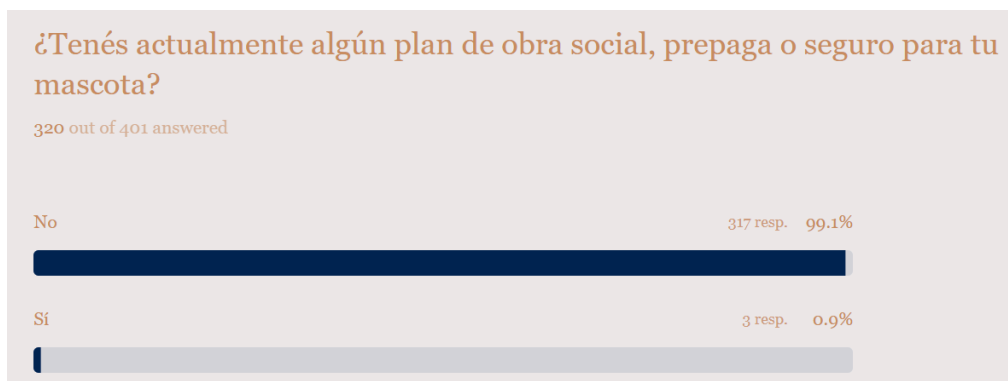 ¿Tenés actualmente algún plan de obra social, prepaga o seguro para tu
mascota?
320 out of 401 answered
No 317 resp. 99.1%
Sí 3 resp. 0.9%